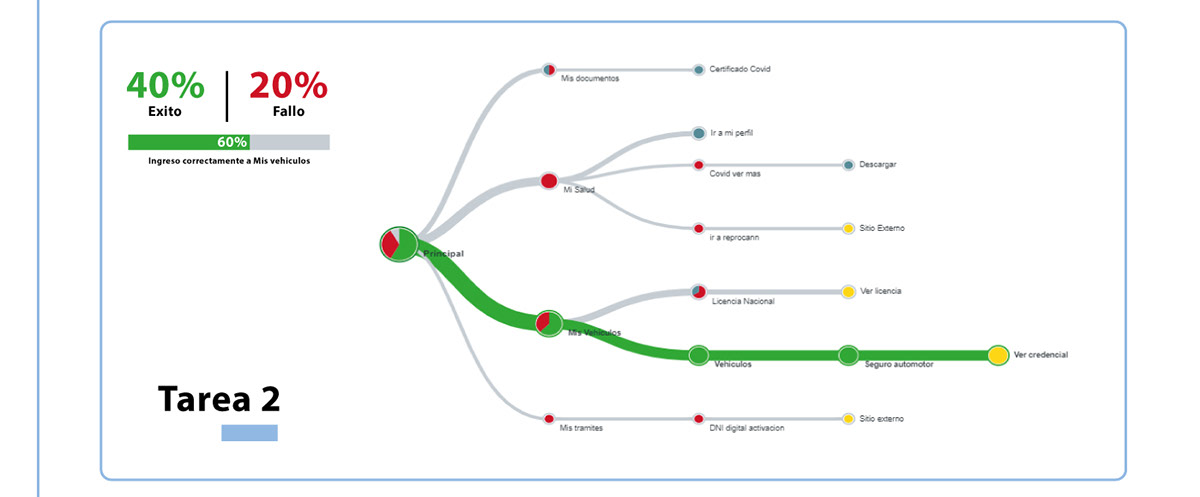 40%
Exito
20%
Fallo
60%
Ingreso correctamente a Mis vehiculos
Tarea 2
Principal
Mis documentos
Certificado Covid
Mi Salud
Ir a mi perfil
Covid ver mas
Descargar
ir a reprocann
Sitio Externo
Mis Vehiculos
Licencia Nacional
Ver licencia
Vehiculos
Seguro automotor
Ver credencial
Mis tramites
DNI digital activacion
Sitio externo